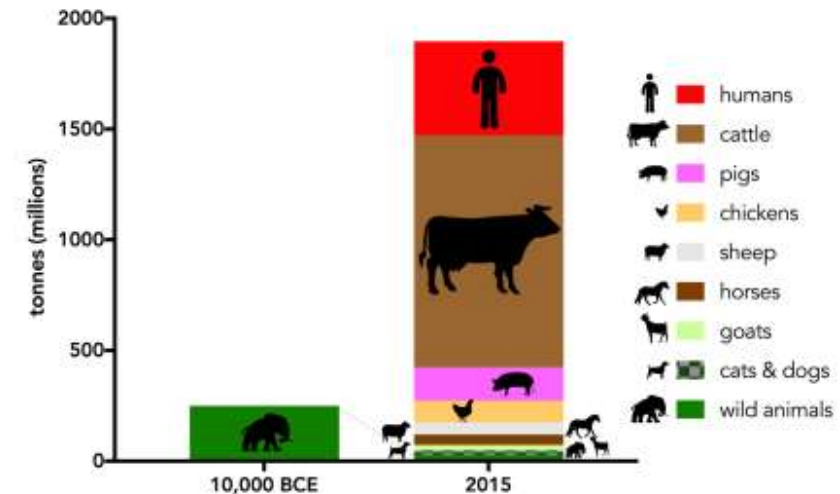 2000
1500
1000
500
0
tonnes (millions)
10,000 BCE
2015
humans
cattle
pigs
chickens
sheep
horses
goats
cats & dogs
wild animals